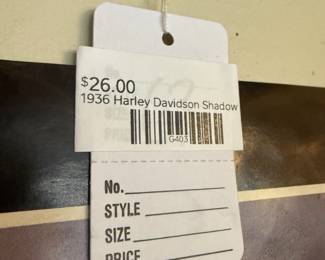 $26.00
1936 Harley Davidson Shadow
G403
No.
STYLE
SIZE
PRICE